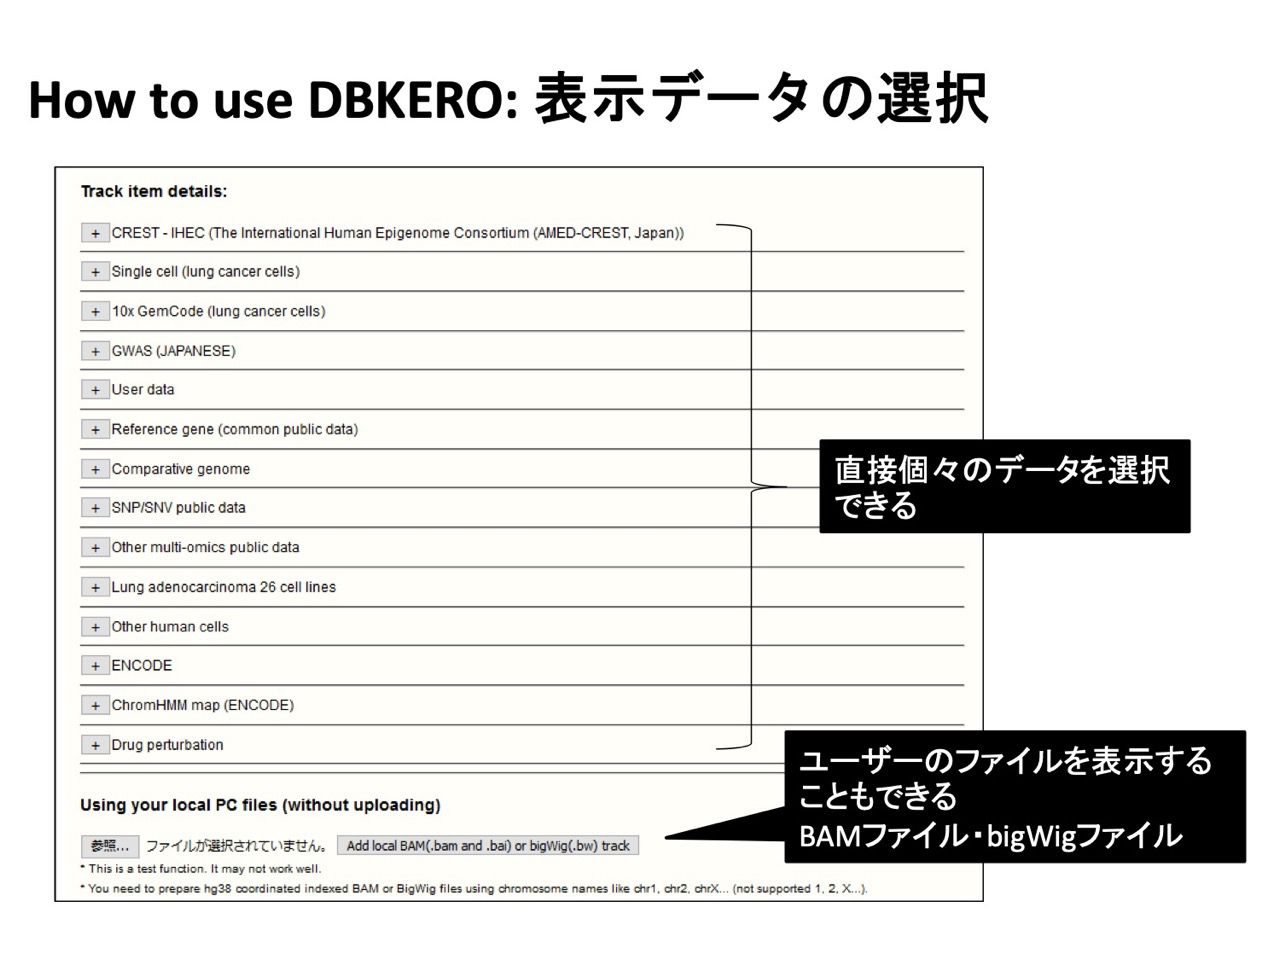 How to use DBKERO: 表示データの選択
Track item details:
+ CREST - IHEC (The International Human Epigenome Consortium (AMED-CREST, Japan))
+ Single cell (lung cancer cells)
+ 10x GemCode (lung cancer cells)
+ GWAS (JAPANESE)
+ User data
+ Reference gene (common public data)
+ Comparative genome
+ SNP/SNV public data
+ Other multi-omics public data
+ Lung adenocarcinoma 26 cell lines
+ Other human cells
+ ENCODE
+ ChromHMM map (ENCODE)
+ Drug perturbation
直接個々のデータを選択
できる
Using your local PC files (without uploading)
参照... ファイルが選択されていません。 Add local BAM(.bam and .bai) or bigWig(.bw) track
* This is a test function. It may not work well.
* You need to prepare hg38 coordinated indexed BAM or BigWig files using chromosome names like chr1, chr2, chrX... (not supported 1, 2, X...).
ユーザーのファイルを表示する
こともできる
BAMファイル・bigWigファイル